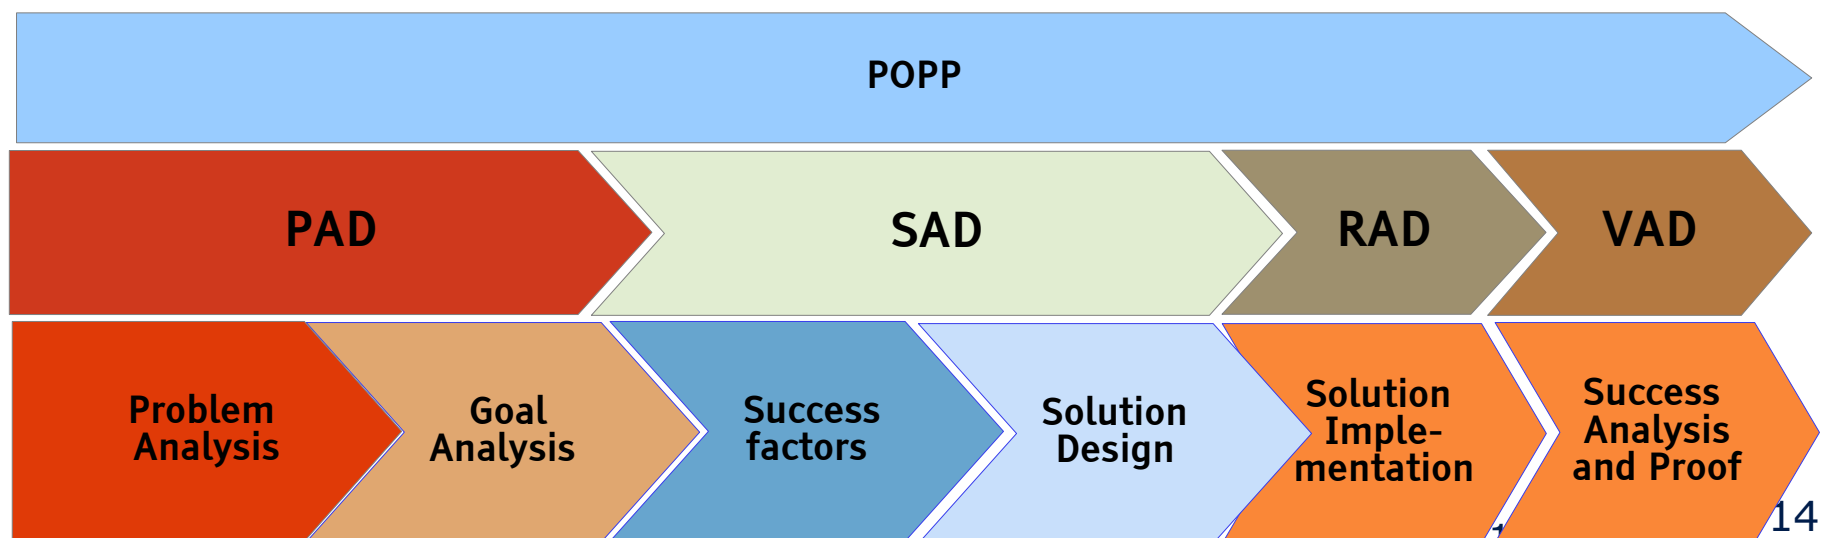 POPP
PAD
SAD
RAD
VAD
Problem
Analysis
Goal
Analysis
Success
factors
Solution
Design
Solution
Imple-
mentation
Success
Analysis
and Proof
14